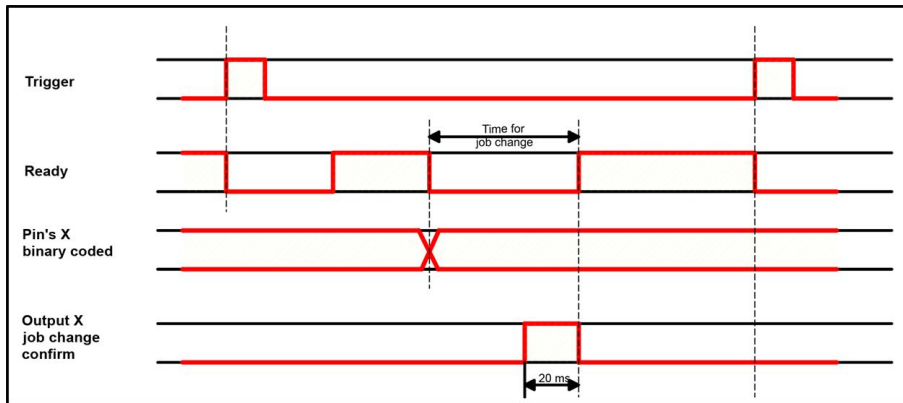 Trigger
Time for
job change
Ready
Pin's X
binary coded
Output X
job change
confirm
20 ms